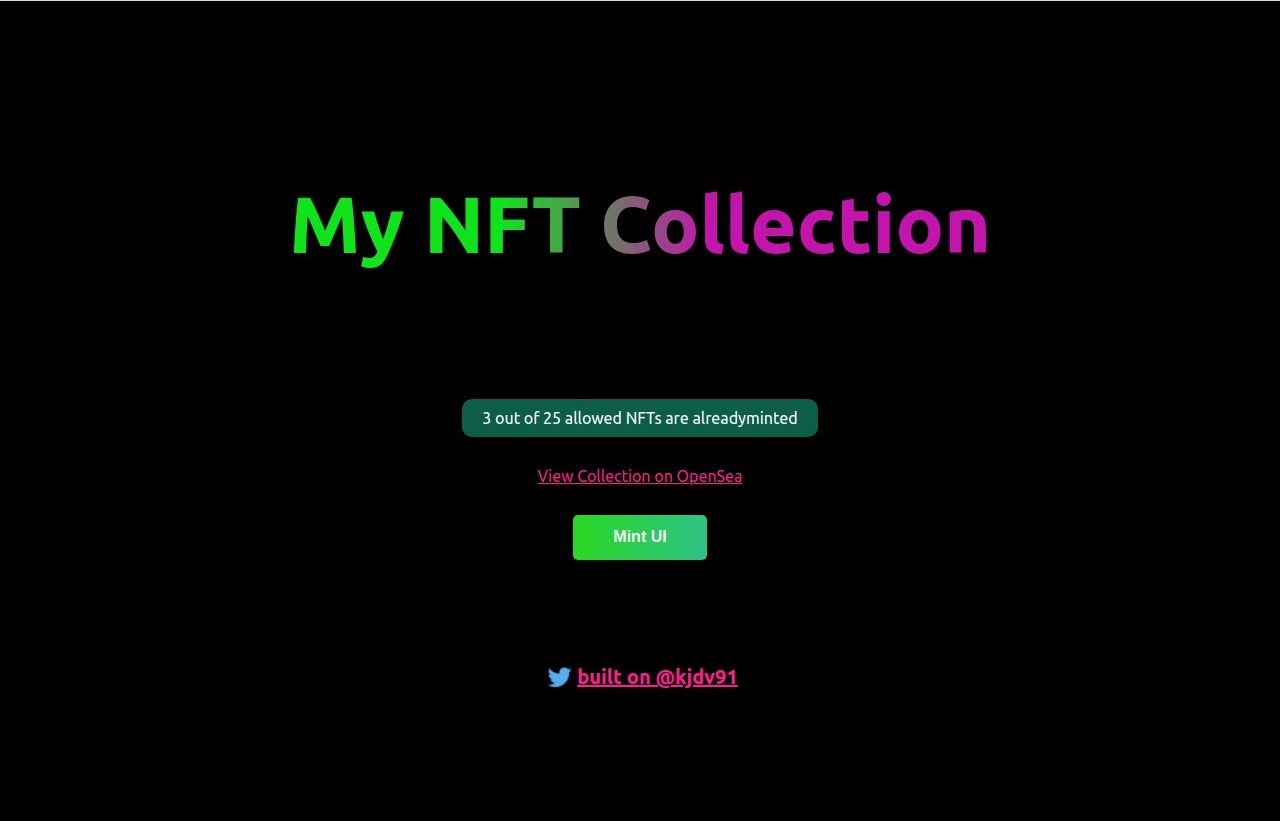 My NFT Collection
3 out of 25 allowed NFTs are alreadyminted
View Collection on OpenSea
Mint UI
built on @kjdv91